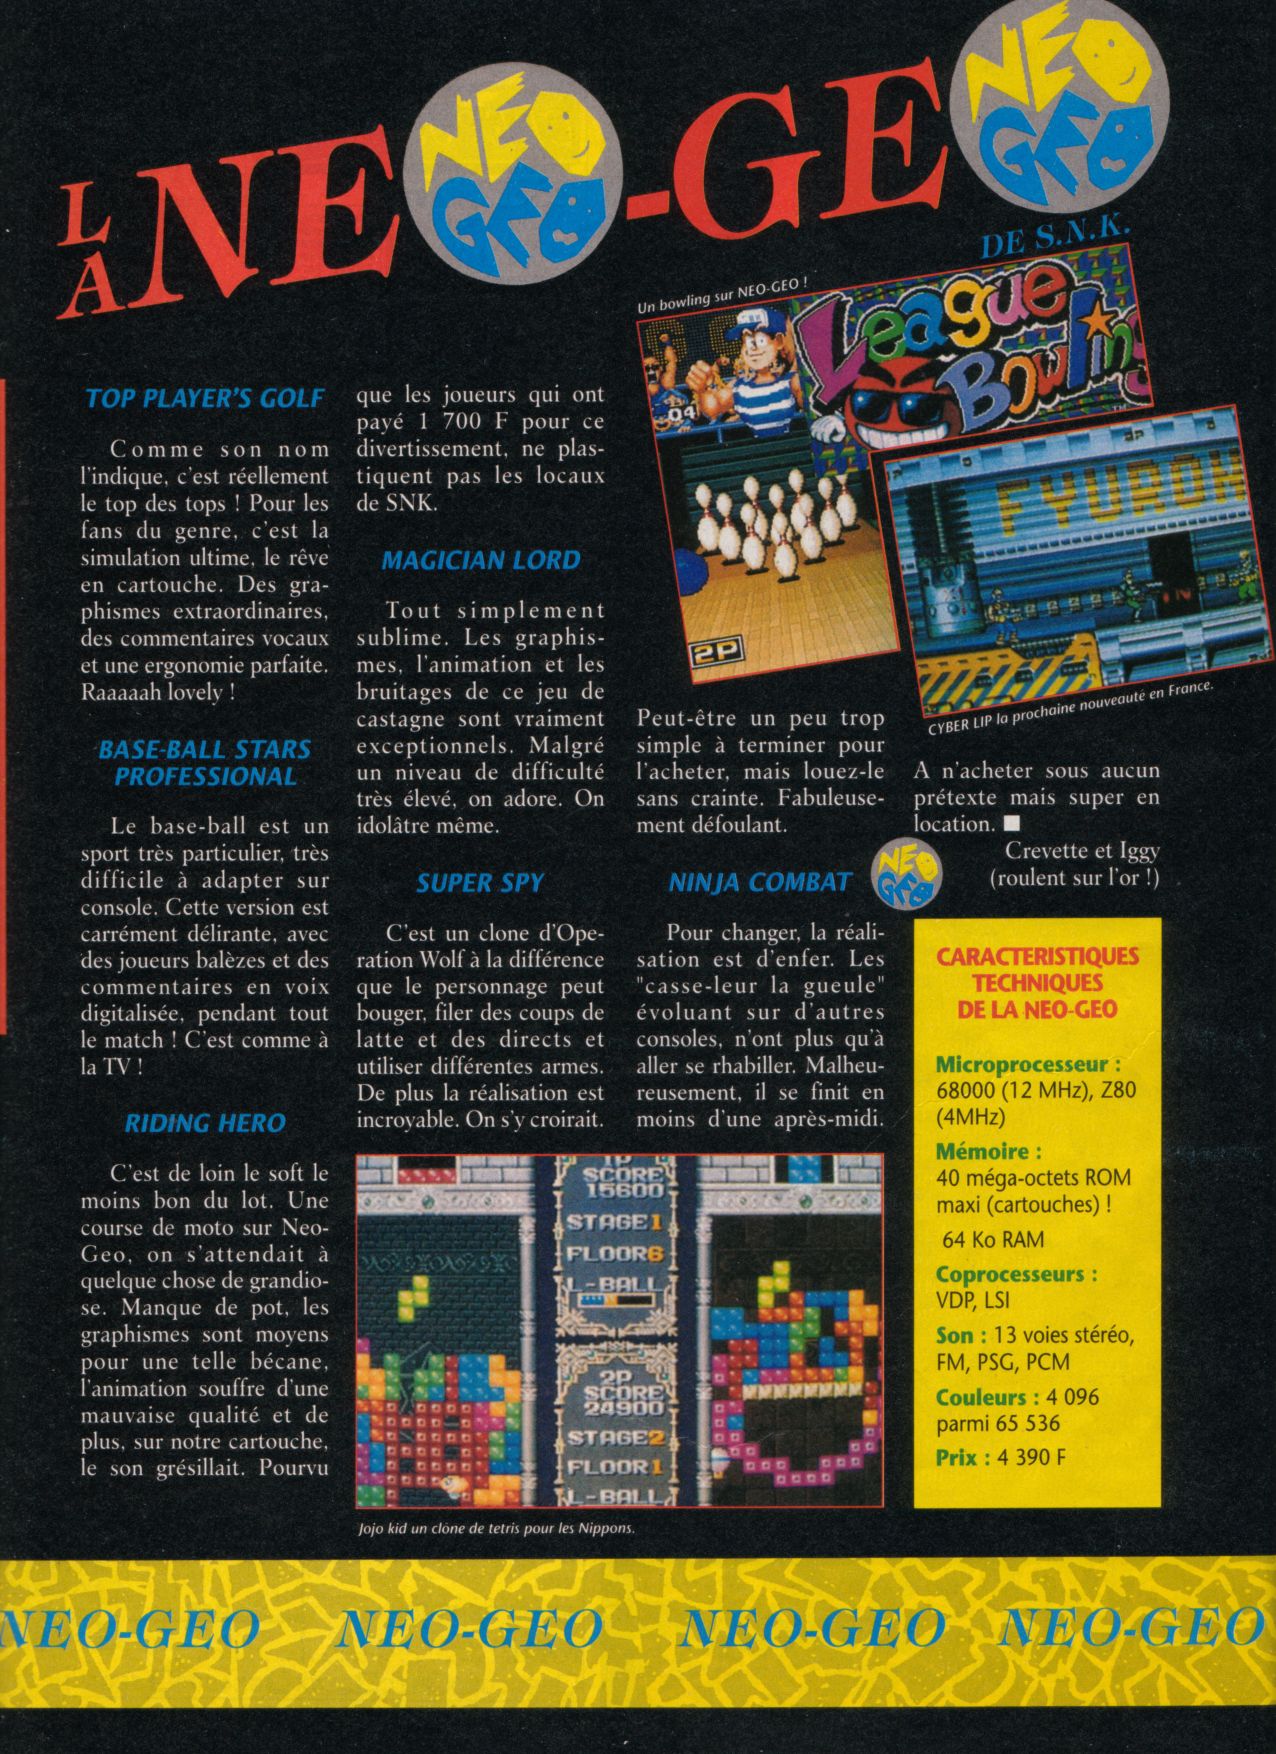 LA NE NEO GEO -GE NEO GEO
DE S.N.K.
Un bowling sur NEO-GEO !
League
Bowling
TM
04
2P
FYURON
CYBER LIP la prochaine nouveauté en France.
TOP PLAYER'S GOLF
Comme son nom
l'indique, c'est réellement
le top des tops ! Pour les
fans du genre, c'est la
simulation ultime, le rêve
en cartouche. Des gra-
phismes extraordinaires,
des commentaires vocaux
et une ergonomie parfaite.
Raaaaah lovely !
BASE-BALL STARS
PROFESSIONAL
Le base-ball est un
sport très particulier, très
difficile à adapter sur
console. Cette version est
carrément délirante, avec
des joueurs balèzes et des
commentaires en voix
digitalisée, pendant tout
le match ! C'est comme à
la TV !
RIDING HERO
C'est de loin le soft le
moins bon du lot. Une
course de moto sur Neo-
Geo, on s'attendait à
quelque chose de grandio-
se. Manque de pot, les
graphismes sont moyens
pour une telle bécane,
l'animation souffre d'une
mauvaise qualité et de
plus, sur notre cartouche,
le son grésillait. Pourvu
que les joueurs qui ont
payé 1 700 F pour ce
divertissement, ne plas-
tiquent pas les locaux
de SNK.
MAGICIAN LORD
Tout simplement
sublime. Les graphis-
mes, l'animation et les
bruitages de ce jeu de
castagne sont vraiment
exceptionnels. Malgré
un niveau de difficulté
très élevé, on adore. On
idolâtre même.
SUPER SPY
C'est un clone d'Ope-
ration Wolf à la différence
que le personnage peut
bouger, filer des coups de
latte et des directs et
utiliser différentes armes.
De plus la réalisation est
incroyable. On s'y croirait.
Peut-être un peu trop
simple à terminer pour
l'acheter, mais louez-le
sans crainte. Fabuleuse-
ment défoulant.
NINJA COMBAT
NEO
GEO
Pour changer, la réali-
sation est d'enfer. Les
"casse-leur la gueule"
évoluant sur d'autres
consoles, n'ont plus qu'à
aller se rhabiller. Malheu-
reusement, il se finit en
moins d'une après-midi.
A n'acheter sous aucun
prétexte mais super en
location. ■
Crevette et Iggy
(roulent sur l'or !)
CARACTERISTIQUES
TECHNIQUES
DE LA NEO-GEO
Microprocesseur :
68000 (12 MHz), Z80
(4MHz)
Mémoire :
40 méga-octets ROM
maxi (cartouches) !
64 Ko RAM
Coprocesseurs :
VDP, LSI
Son : 13 voies stéréo,
FM, PSG, PCM
Couleurs : 4 096
parmi 65 536
Prix : 4 390 F
1P
SCORE
15600
STAGE1
FLOOR6
L-BALL
2P
SCORE
24900
STAGE2
FLOOR1
L-BALL
Jojo kid un clône de tetris pour les Nippons.
NEO-GEO NEO-GEO NEO-GEO NEO-GEO